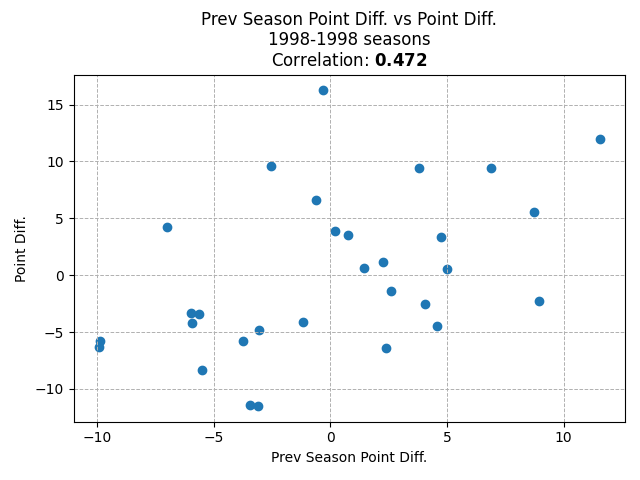 Prev Season Point Diff. vs Point Diff.
1998-1998 seasons
Correlation: 0.472
15
10
5
0
−5
−10
Point Diff.
−10
−5
0
5
10
Prev Season Point Diff.